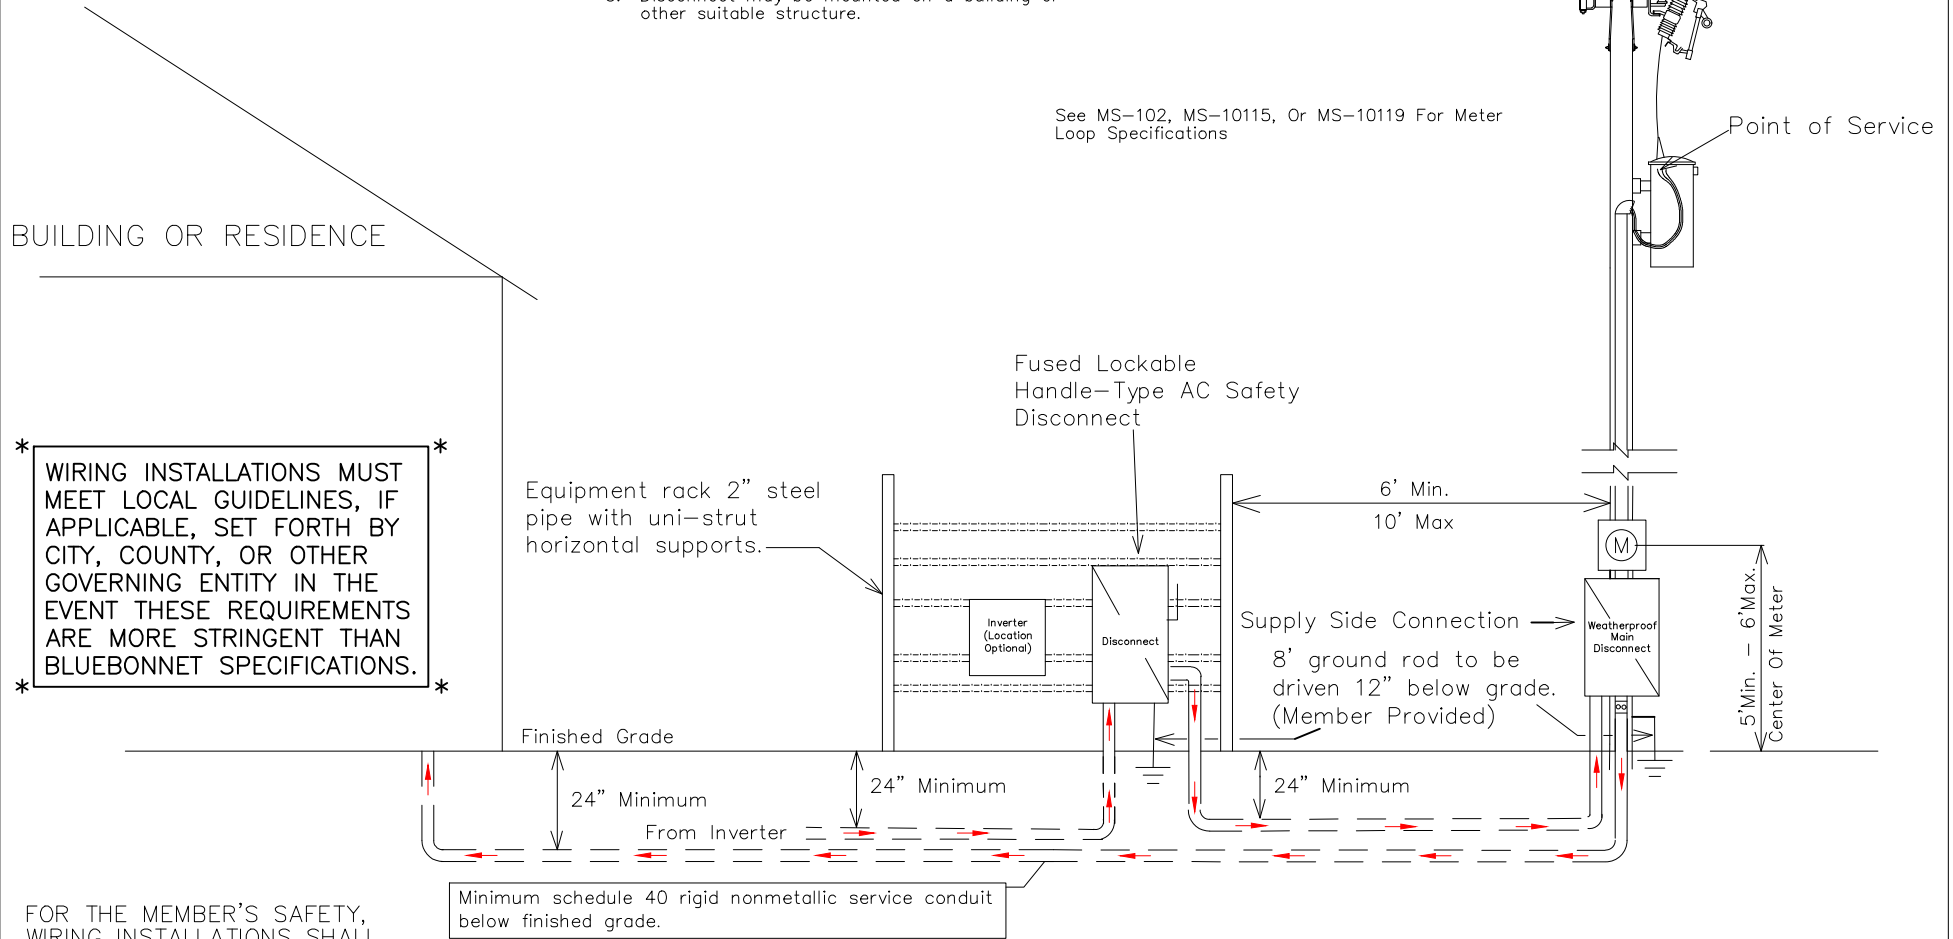 other suitable structure.
See MS-102, MS-10115, Or MS-10119 For Meter
Loop Specifications
Point of Service
BUILDING OR RESIDENCE
Fused Lockable
Handle-Type AC Safety
Disconnect
WIRING INSTALLATIONS MUST
MEET LOCAL GUIDELINES, IF
APPLICABLE, SET FORTH BY
CITY, COUNTY, OR OTHER
GOVERNING ENTITY IN THE
EVENT THESE REQUIREMENTS
ARE MORE STRINGENT THAN
BLUEBONNET SPECIFICATIONS.
Equipment rack 2" steel
pipe with uni-strut
horizontal supports.
6' Min.
10' Max
M
Inverter
(Location
Optional)
Disconnect
Supply Side Connection
Weatherproof
Main
Disconnect
8' ground rod to be
driven 12" below grade.
(Member Provided)
5'Min. - 6'Max.
Center Of Meter
Finished Grade
24" Minimum
24" Minimum
24" Minimum
From Inverter
Minimum schedule 40 rigid nonmetallic service conduit
below finished grade.
FOR THE MEMBER'S SAFETY,
WIRING INSTALLATIONS SHALL